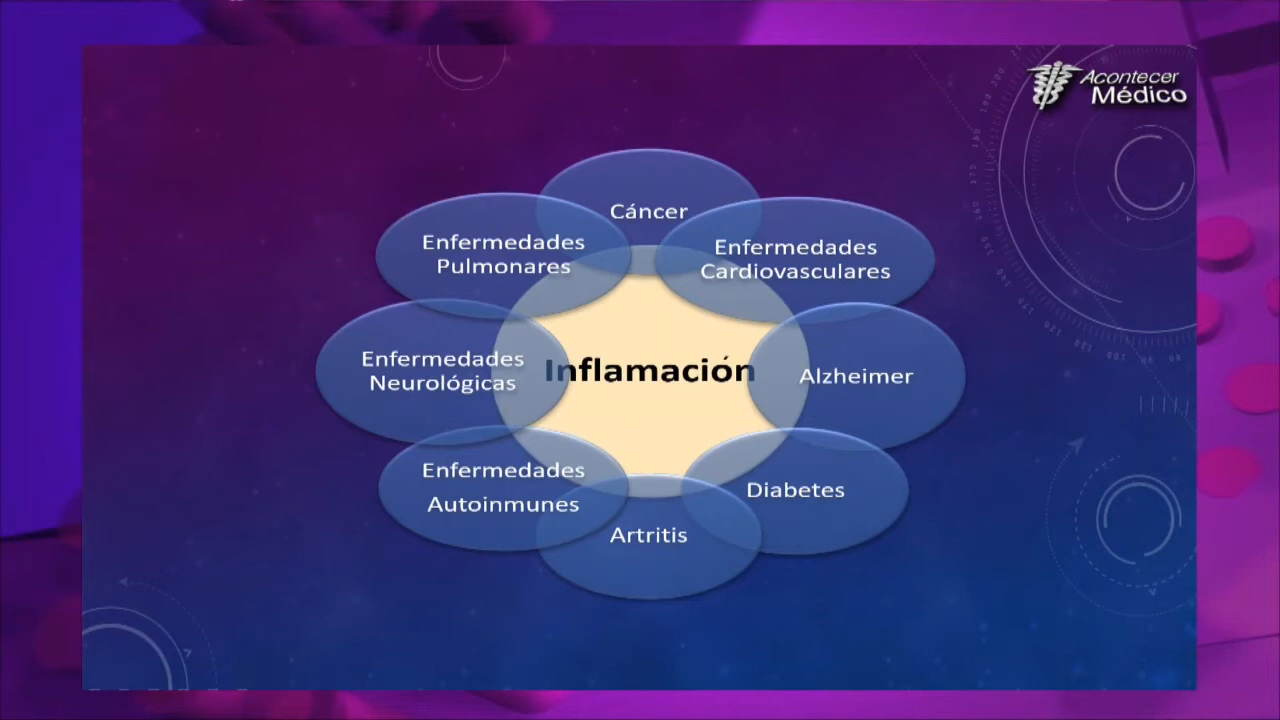 Acontecer
Médico
Cáncer
Enfermedades
Pulmonares
Enfermedades
Cardiovasculares
Enfermedades
Neurológicas
Inflamación
Alzheimer
Enfermedades
Autoinmunes
Diabetes
Artritis